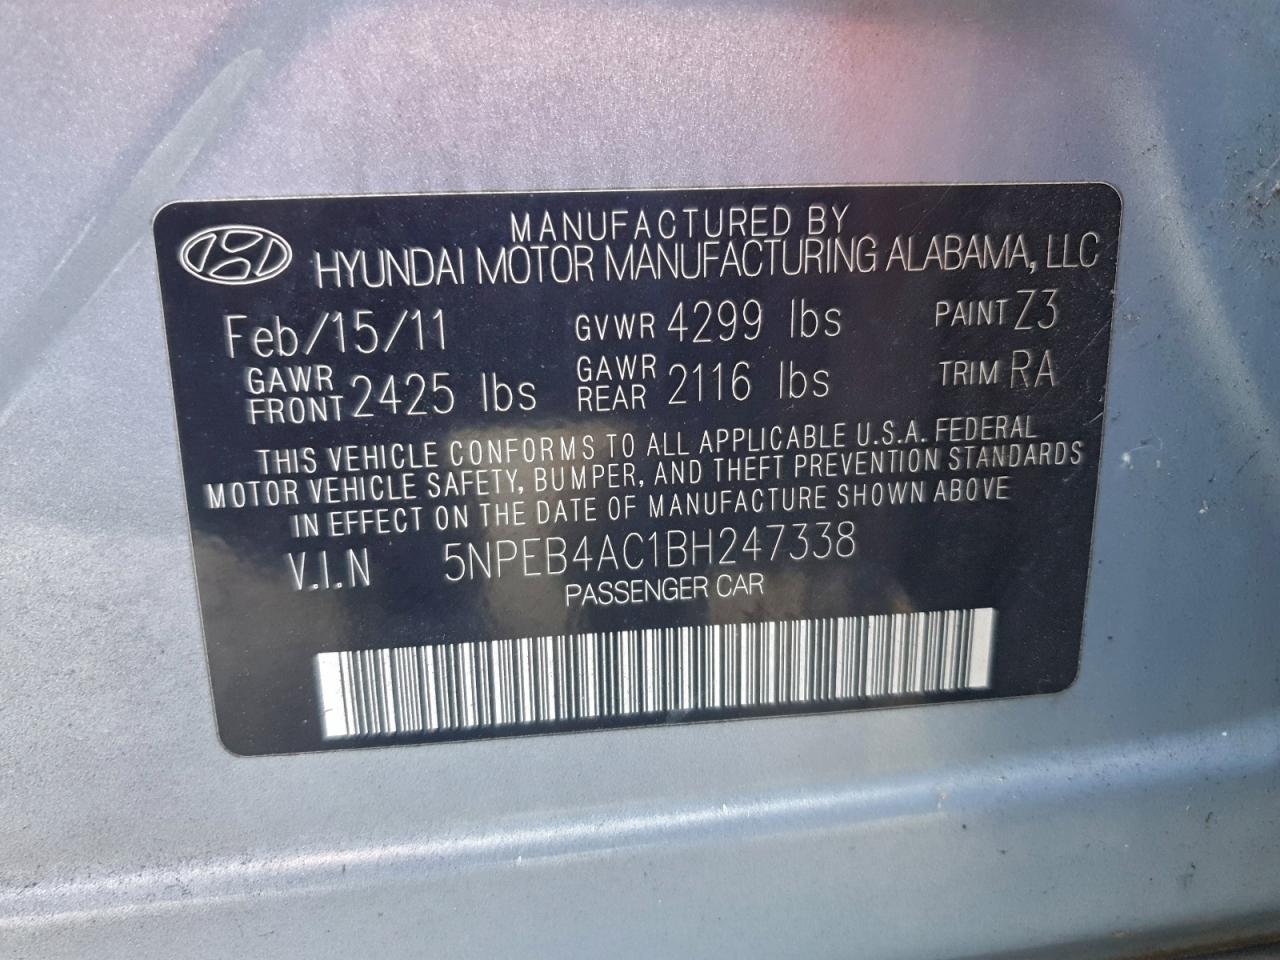 MANUFACTURED BY
HYUNDAI MOTOR MANUFACTURING ALABAMA, LLC
Feb/15/11 GVWR 4299 lbs PAINT Z3
GAWR FRONT 2425 lbs GAWR REAR 2116 lbs TRIM RA
THIS VEHICLE CONFORMS TO ALL APPLICABLE U.S.A. FEDERAL
MOTOR VEHICLE SAFETY, BUMPER, AND THEFT PREVENTION STANDARDS
IN EFFECT ON THE DATE OF MANUFACTURE SHOWN ABOVE
V.I.N 5NPEB4AC1BH247338
PASSENGER CAR